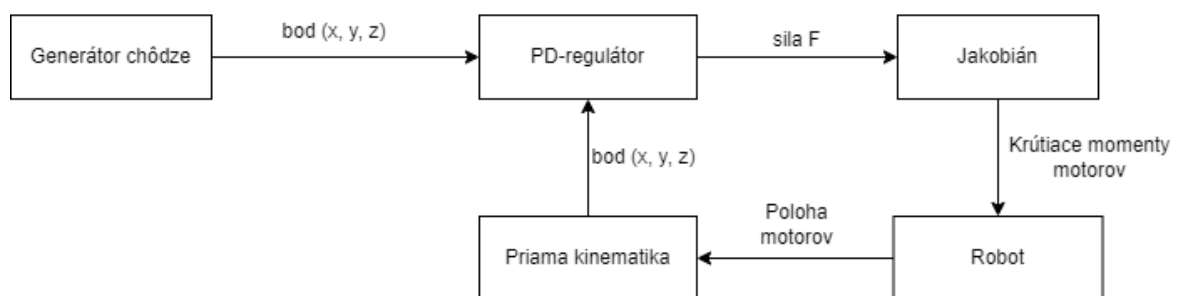 bod (x, y, z)
Generátor chôdze
PD-regulátor
sila F
Jakobián
bod (x, y, z)
Krútiace momenty
motorov
Priama kinematika
Poloha
motorov
Robot